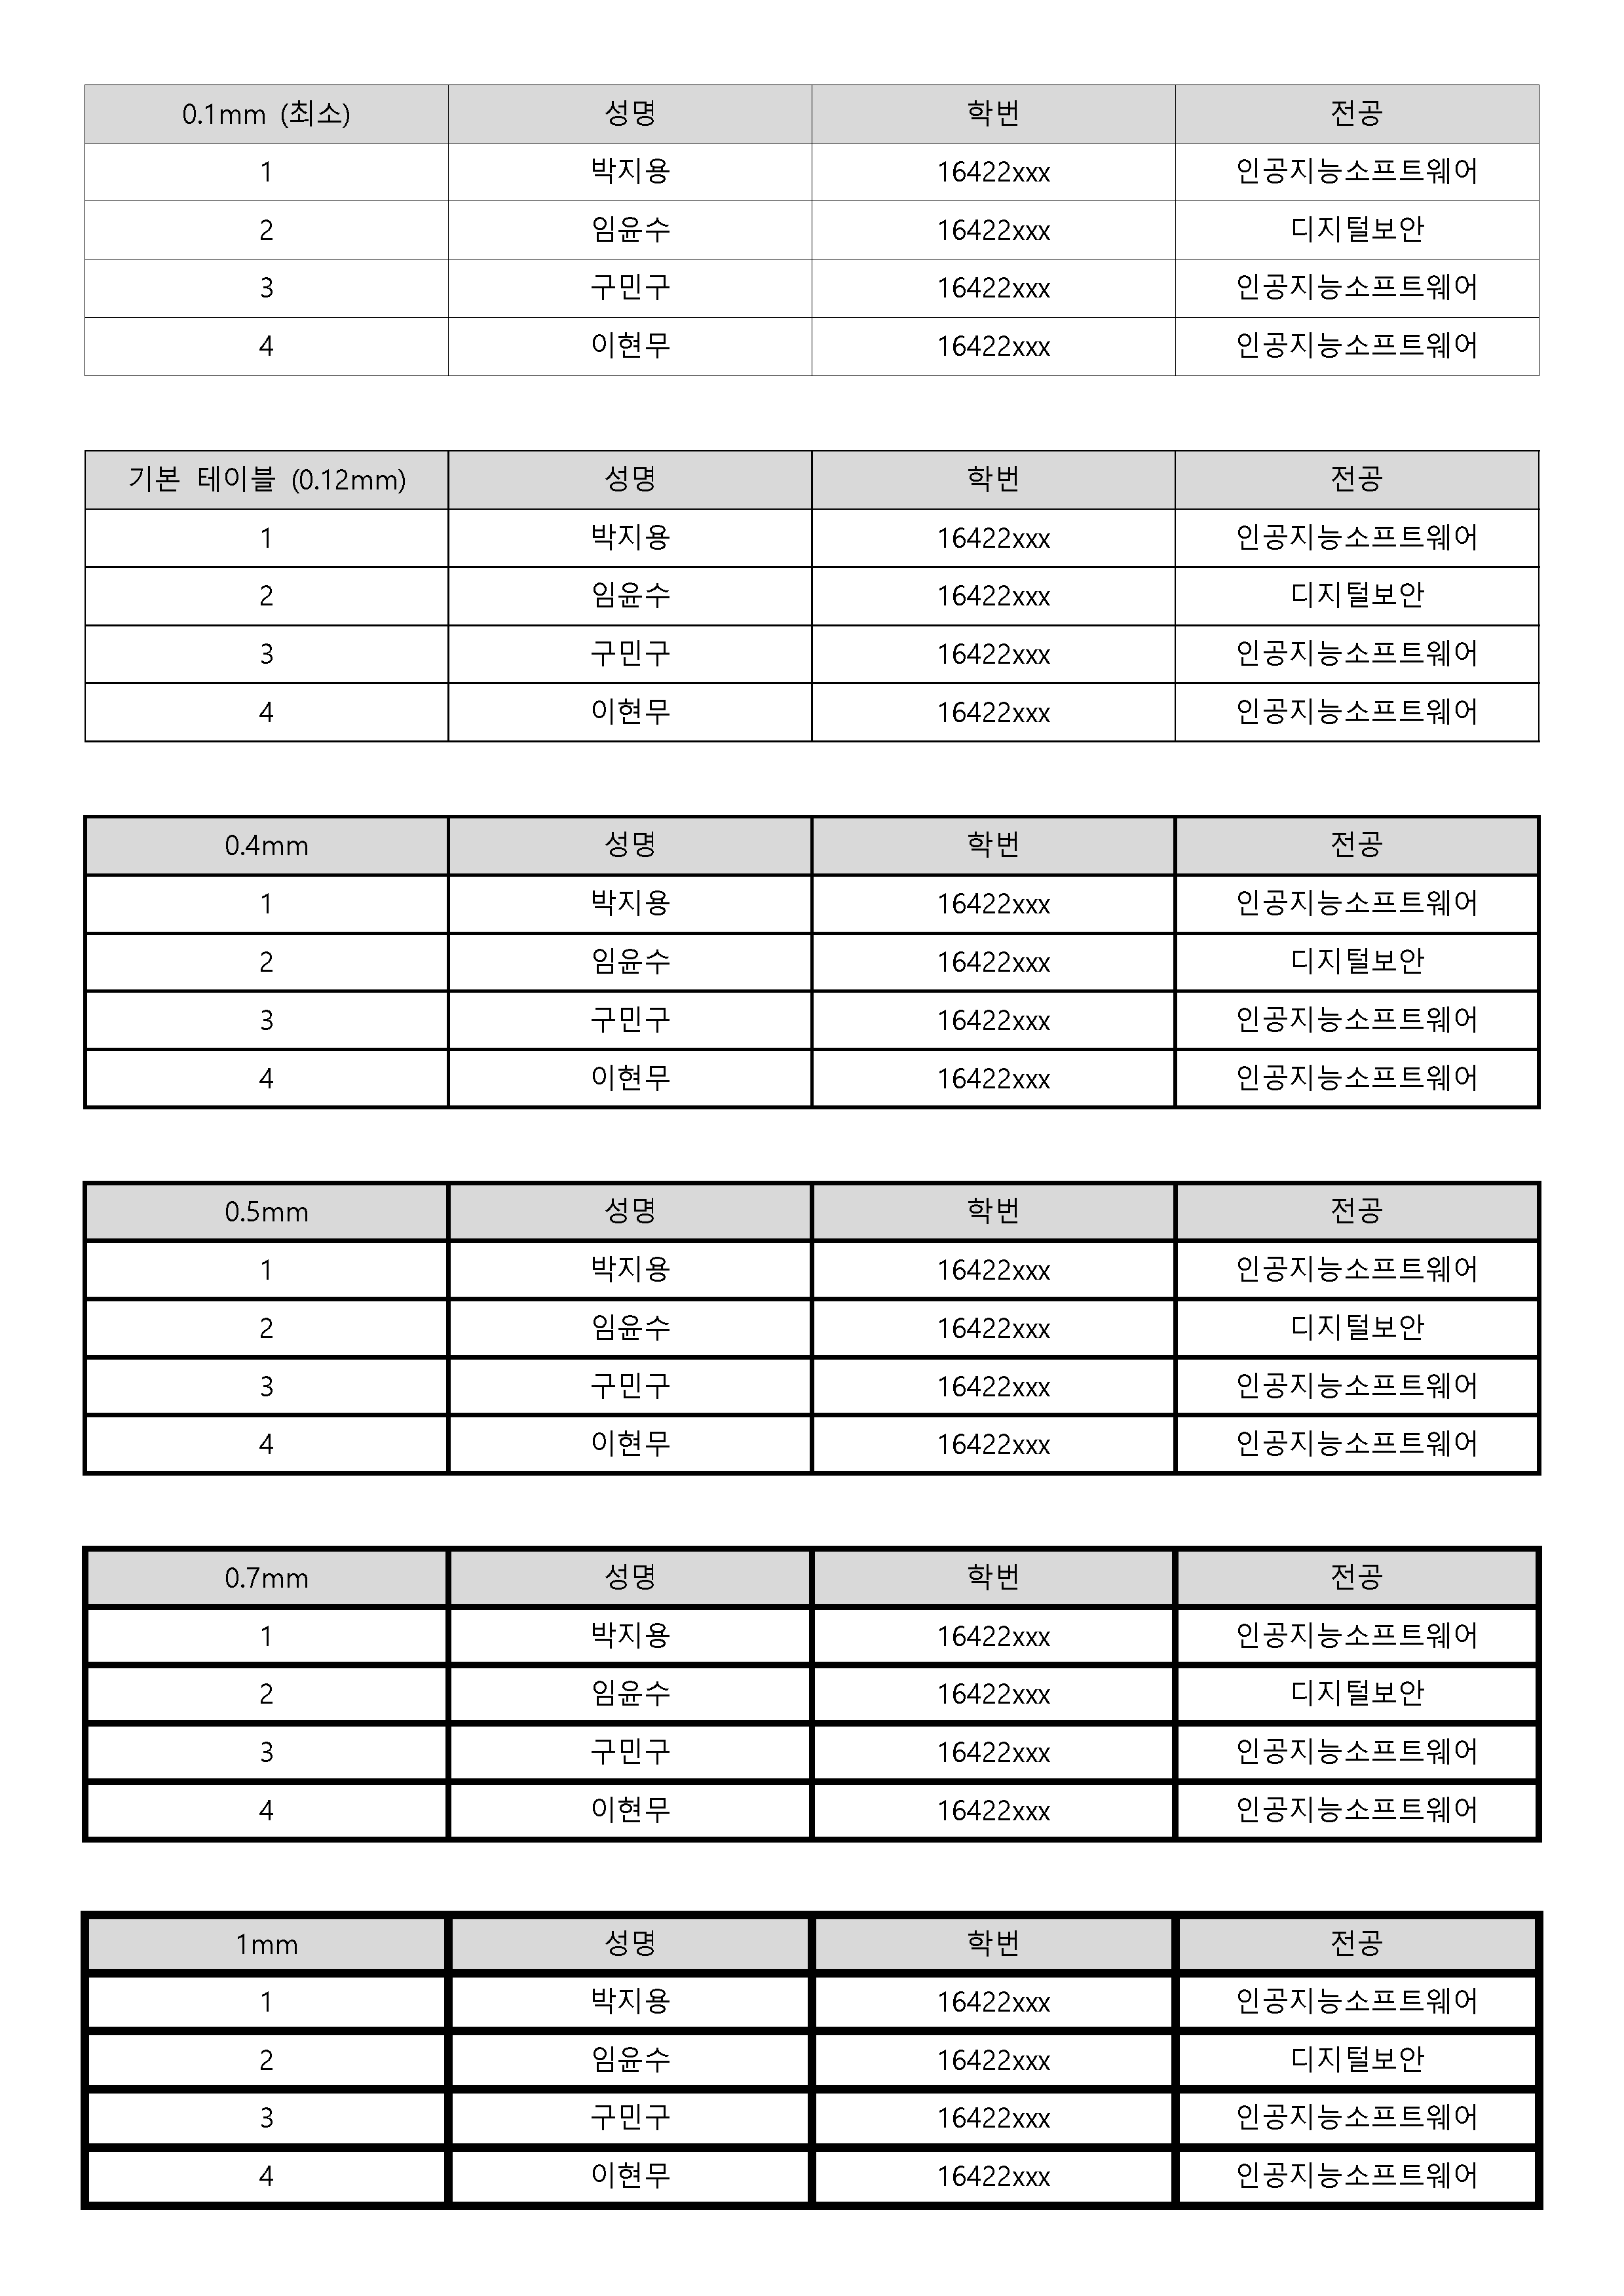 0.1mm (최소) 성명 학번 전공
1 박지용 16422xxx 인공지능소프트웨어
2 임윤수 16422xxx 디지털보안
3 구민구 16422xxx 인공지능소프트웨어
4 이현무 16422xxx 인공지능소프트웨어
기본 테이블 (0.12mm) 성명 학번 전공
1 박지용 16422xxx 인공지능소프트웨어
2 임윤수 16422xxx 디지털보안
3 구민구 16422xxx 인공지능소프트웨어
4 이현무 16422xxx 인공지능소프트웨어
0.4mm 성명 학번 전공
1 박지용 16422xxx 인공지능소프트웨어
2 임윤수 16422xxx 디지털보안
3 구민구 16422xxx 인공지능소프트웨어
4 이현무 16422xxx 인공지능소프트웨어
0.5mm 성명 학번 전공
1 박지용 16422xxx 인공지능소프트웨어
2 임윤수 16422xxx 디지털보안
3 구민구 16422xxx 인공지능소프트웨어
4 이현무 16422xxx 인공지능소프트웨어
0.7mm 성명 학번 전공
1 박지용 16422xxx 인공지능소프트웨어
2 임윤수 16422xxx 디지털보안
3 구민구 16422xxx 인공지능소프트웨어
4 이현무 16422xxx 인공지능소프트웨어
1mm 성명 학번 전공
1 박지용 16422xxx 인공지능소프트웨어
2 임윤수 16422xxx 디지털보안
3 구민구 16422xxx 인공지능소프트웨어
4 이현무 16422xxx 인공지능소프트웨어